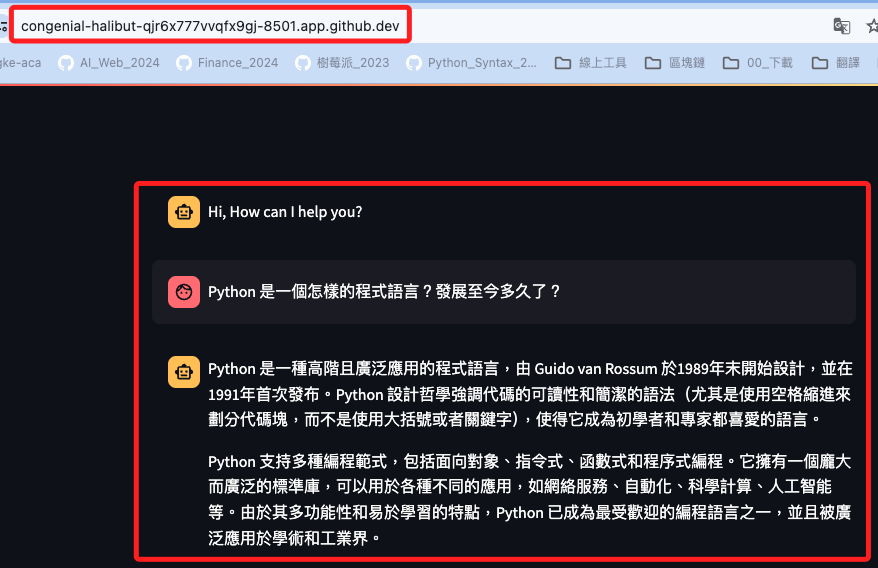 congenial-halibut-qjr6x777vvqfx9gj-8501.app.github.dev
gke-aca AI_Web_2024 Finance_2024 樹莓派_2023 Python_Syntax_2... 線上工具 區塊鏈 00_下載 翻譯
Hi, How can I help you?
Python 是一個怎樣的程式語言？發展至今多久了？
Python 是一種高階且廣泛應用的程式語言，由 Guido van Rossum 於1989年末開始設計，並在
1991年首次發布。Python 設計哲學強調代碼的可讀性和簡潔的語法（尤其是使用空格縮進來
劃分代碼塊，而不是使用大括號或者關鍵字），使得它成為初學者和專家都喜愛的語言。
Python 支持多種編程範式，包括面向對象、指令式、函數式和程序式編程。它擁有一個龐大
而廣泛的標準庫，可以用於各種不同的應用，如網絡服務、自動化、科學計算、人工智能
等。由於其多功能性和易於學習的特點，Python 已成為最受歡迎的編程語言之一，並且被廣
泛應用於學術和工業界。